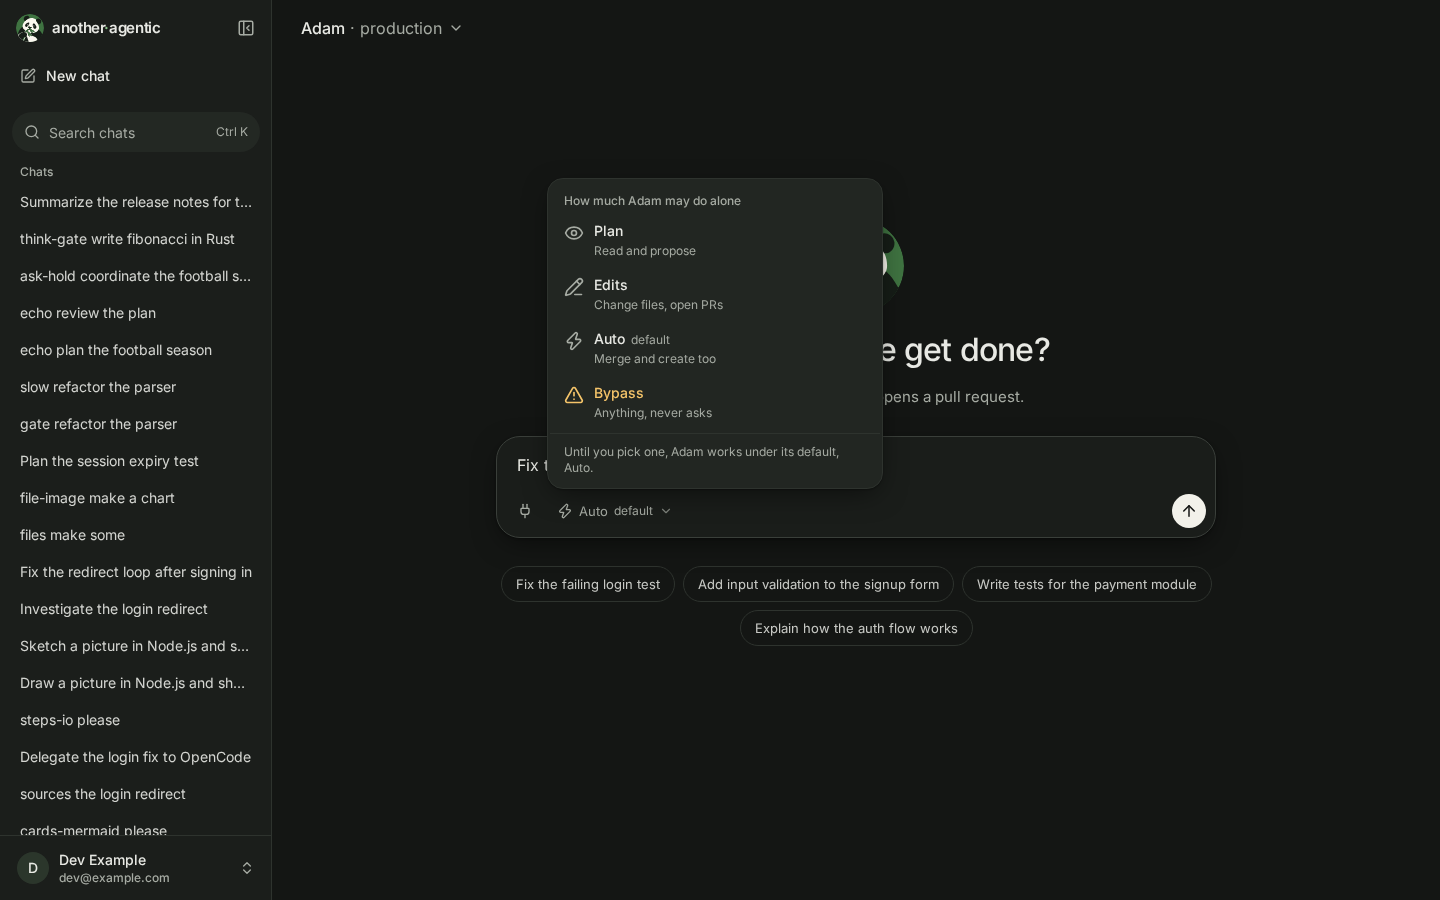 another·agentic
New chat
Search chats Ctrl K
Chats
Summarize the release notes for t...
think-gate write fibonacci in Rust
ask-hold coordinate the football s...
echo review the plan
echo plan the football season
slow refactor the parser
gate refactor the parser
Plan the session expiry test
file-image make a chart
files make some
Fix the redirect loop after signing in
Investigate the login redirect
Sketch a picture in Node.js and s...
Draw a picture in Node.js and sh...
steps-io please
Delegate the login fix to OpenCode
sources the login redirect
cards-mermaid please
D
Dev Example
dev@example.com
Adam · production
How much Adam may do alone
Plan
Read and propose
Edits
Change files, open PRs
Auto default
Merge and create too
Bypass
Anything, never asks
Until you pick one, Adam works under its default,
Auto.
get done?
a pull request.
Fix
Auto default
Fix the failing login test
Add input validation to the signup form
Write tests for the payment module
Explain how the auth flow works